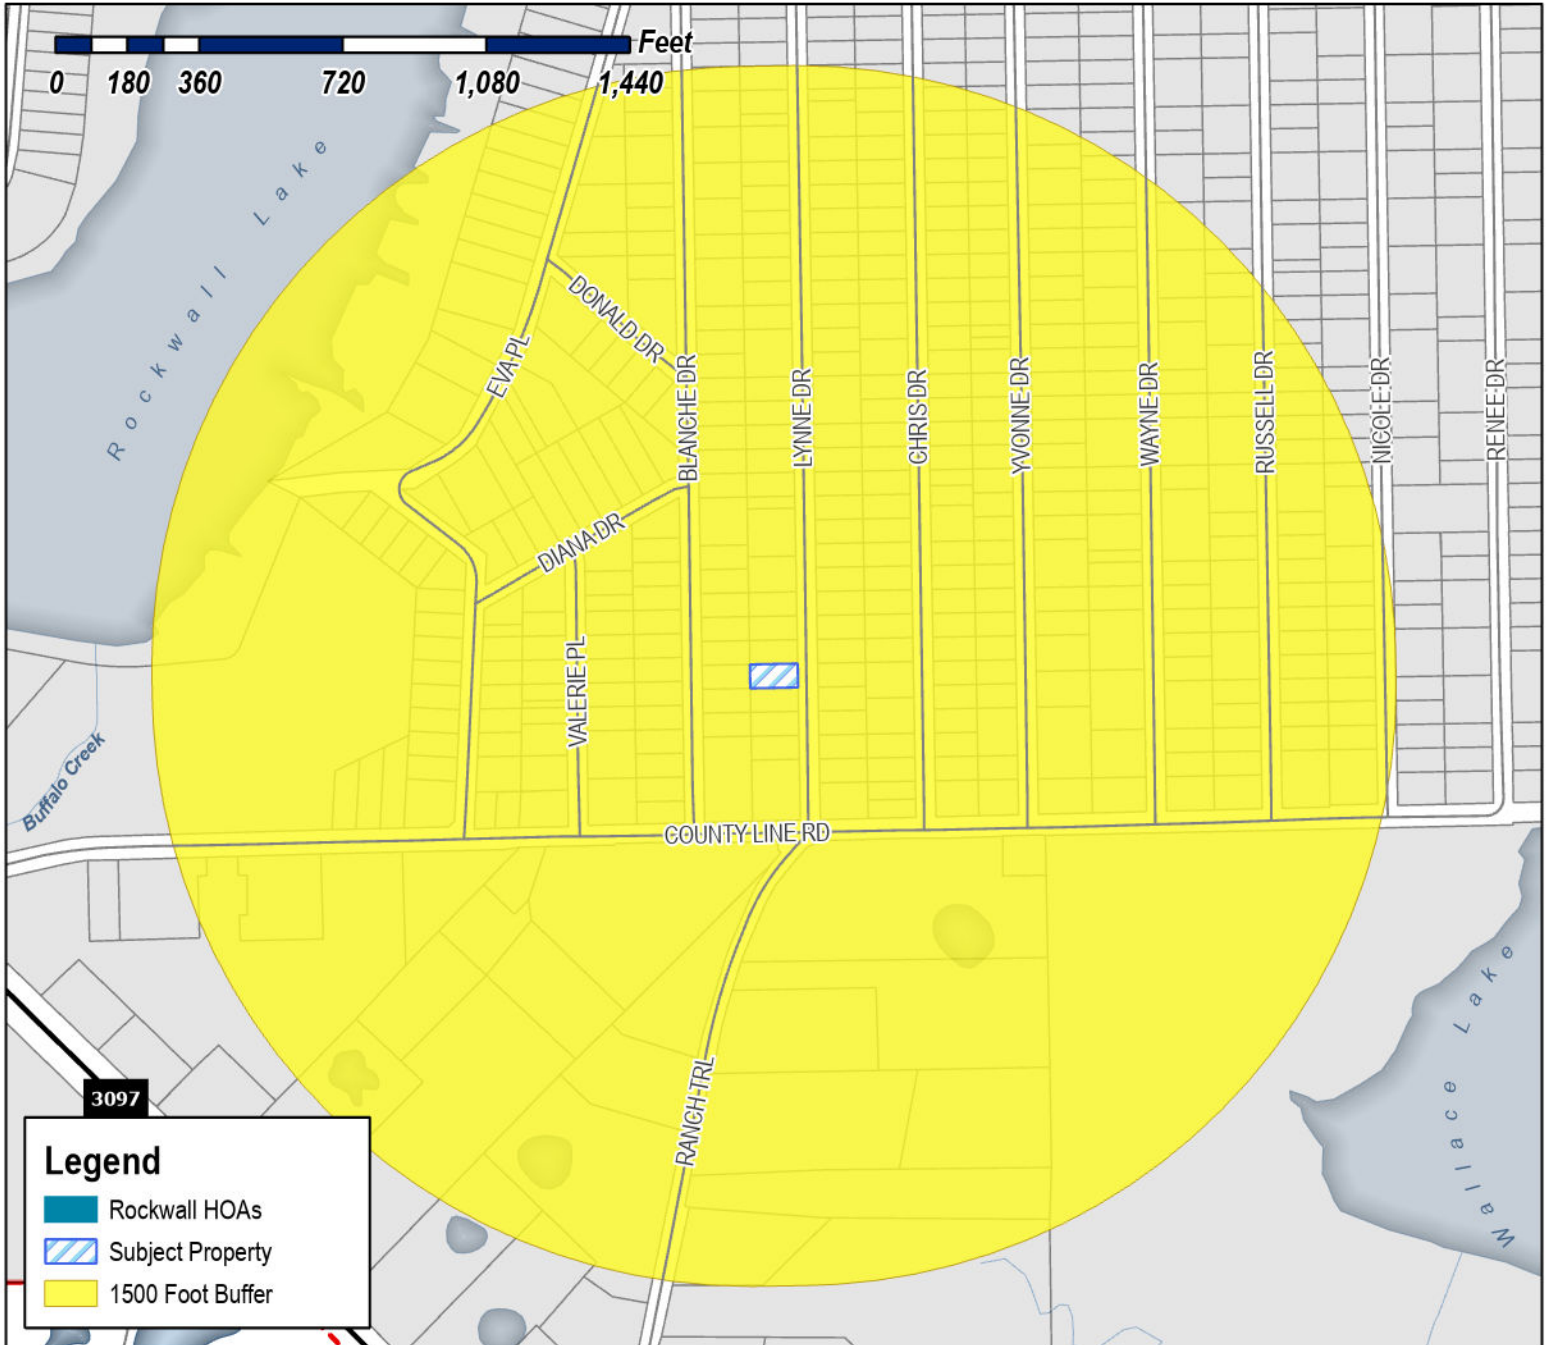 Feet
0 180 360 720 1,080 1,440
Rockwall Lake
DONALD DR
EVA PL
BLANCHE DR
LYNNE DR
CHRIS DR
YVONNE DR
WAYNE DR
RUSSELL DR
NICOLE DR
RENEE DR
DIANA DR
VALERIE PL
Buffalo Creek
COUNTY LINE RD
RANCH TRL
Wallace Lake
3097
Legend
Rockwall HOAs
Subject Property
1500 Foot Buffer